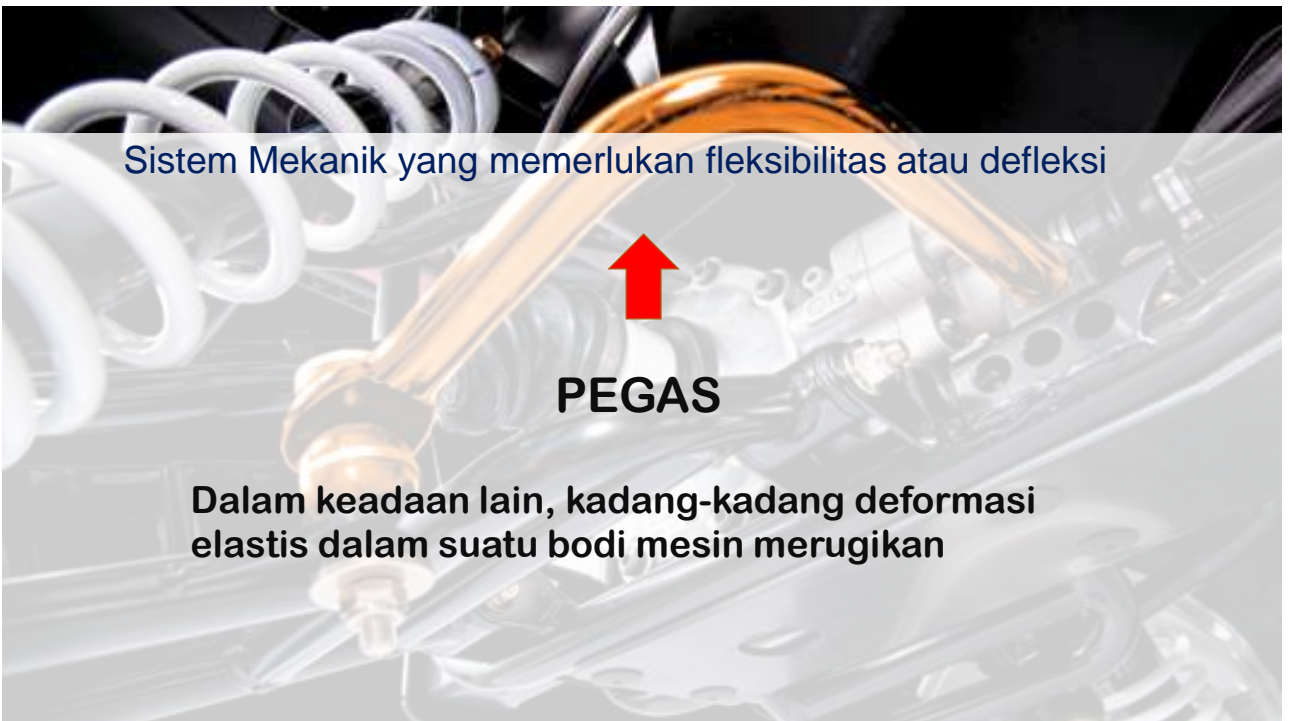 Sistem Mekanik yang memerlukan fleksibilitas atau defleksi
PEGAS
Dalam keadaan lain, kadang-kadang deformasi
elastis dalam suatu bodi mesin merugikan